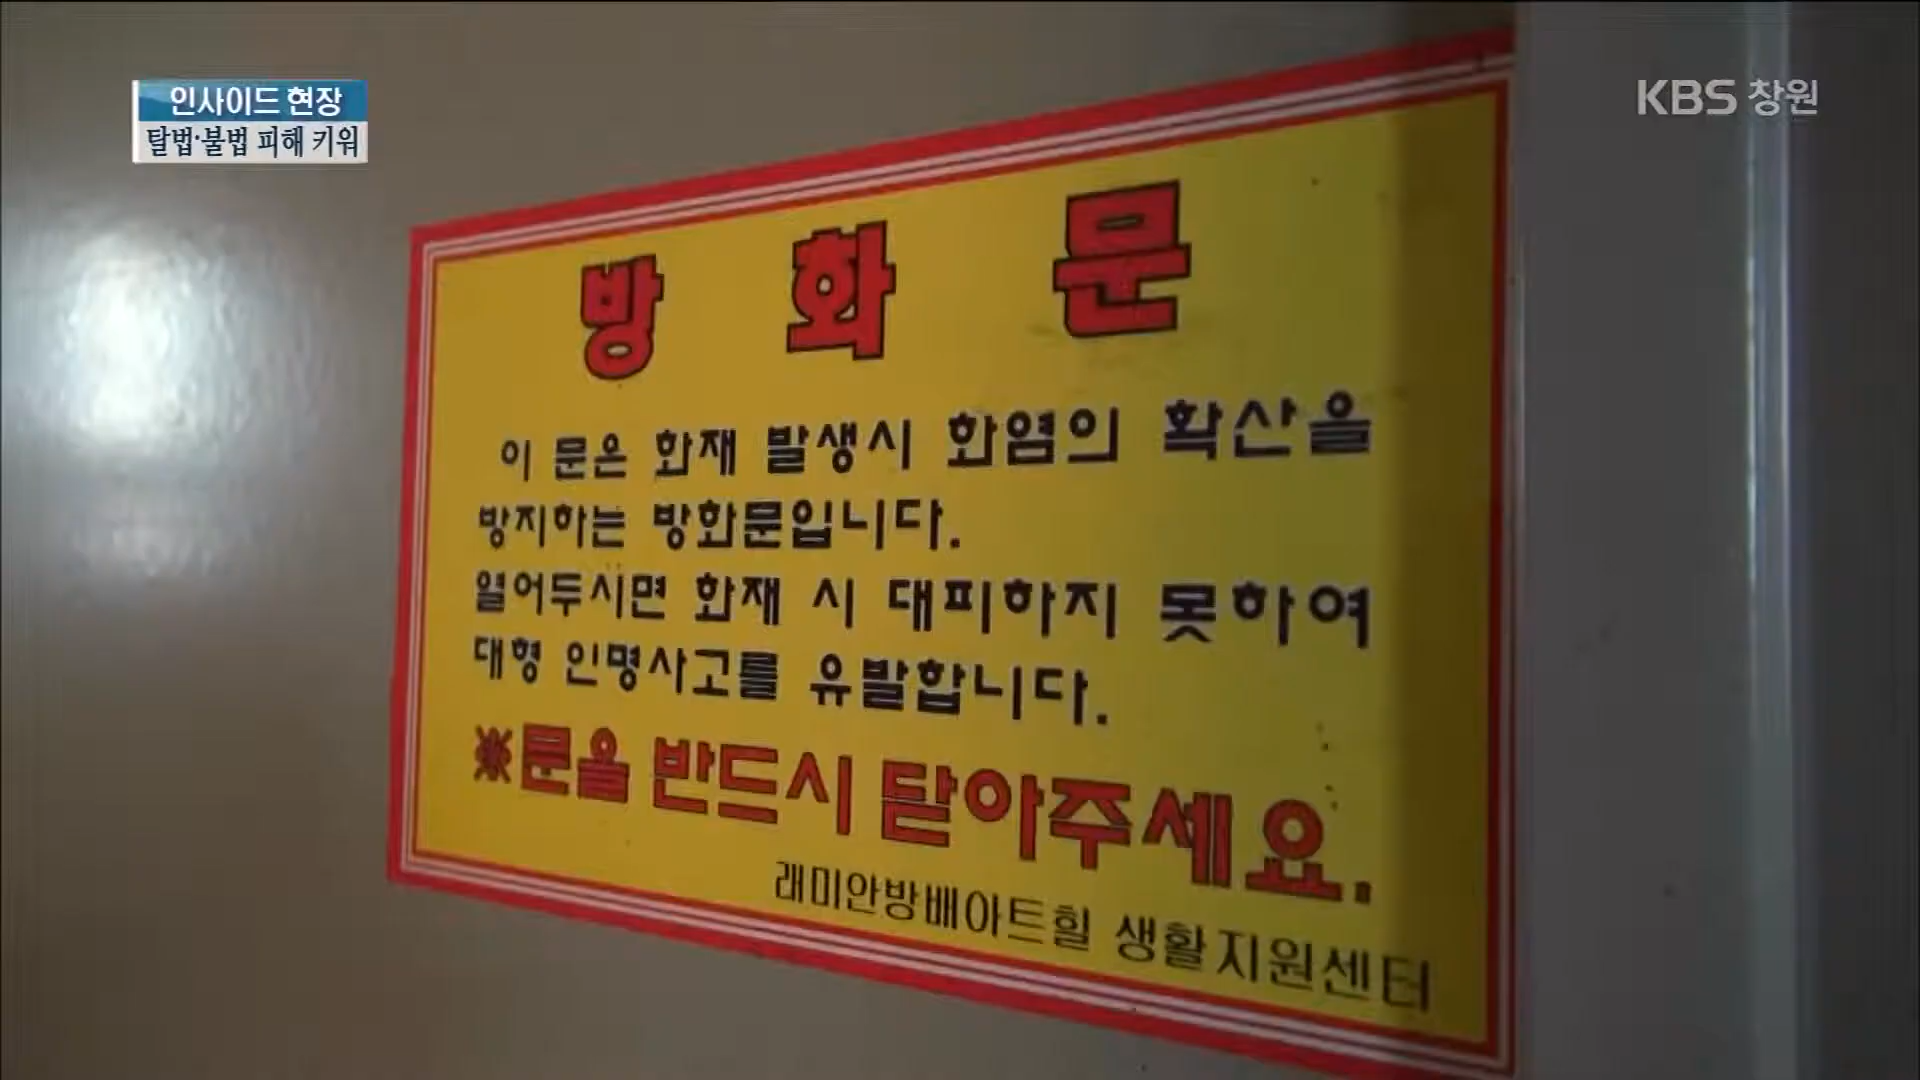 인사이드 현장
탈법·불법 피해 키워
KBS 창원
방화문
이 문은 화재 발생시 화염의 확산을
방지하는 방화문입니다.
열어두시면 화재 시 대피하지 못하여
대형 인명사고를 유발합니다.
※문을 반드시 닫아주세요.
래미안방배아트힐 생활지원센터